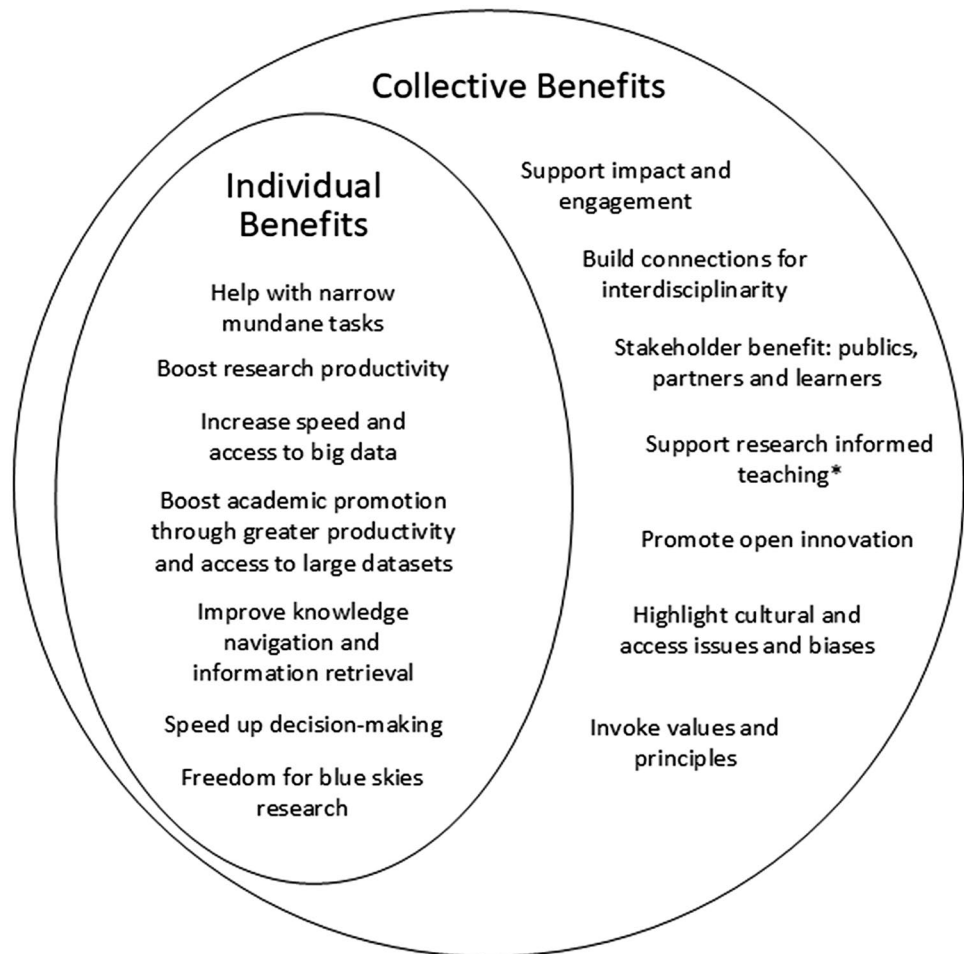 Collective Benefits
Individual
Benefits
Help with narrow
mundane tasks
Boost research productivity
Increase speed and
access to big data
Boost academic promotion
through greater productivity
and access to large datasets
Improve knowledge
navigation and
information retrieval
Speed up decision-making
Freedom for blue skies
research
Support impact and
engagement
Build connections for
interdisciplinarity
Stakeholder benefit: publics,
partners and learners
Support research informed
teaching*
Promote open innovation
Highlight cultural and
access issues and biases
Invoke values and
principles